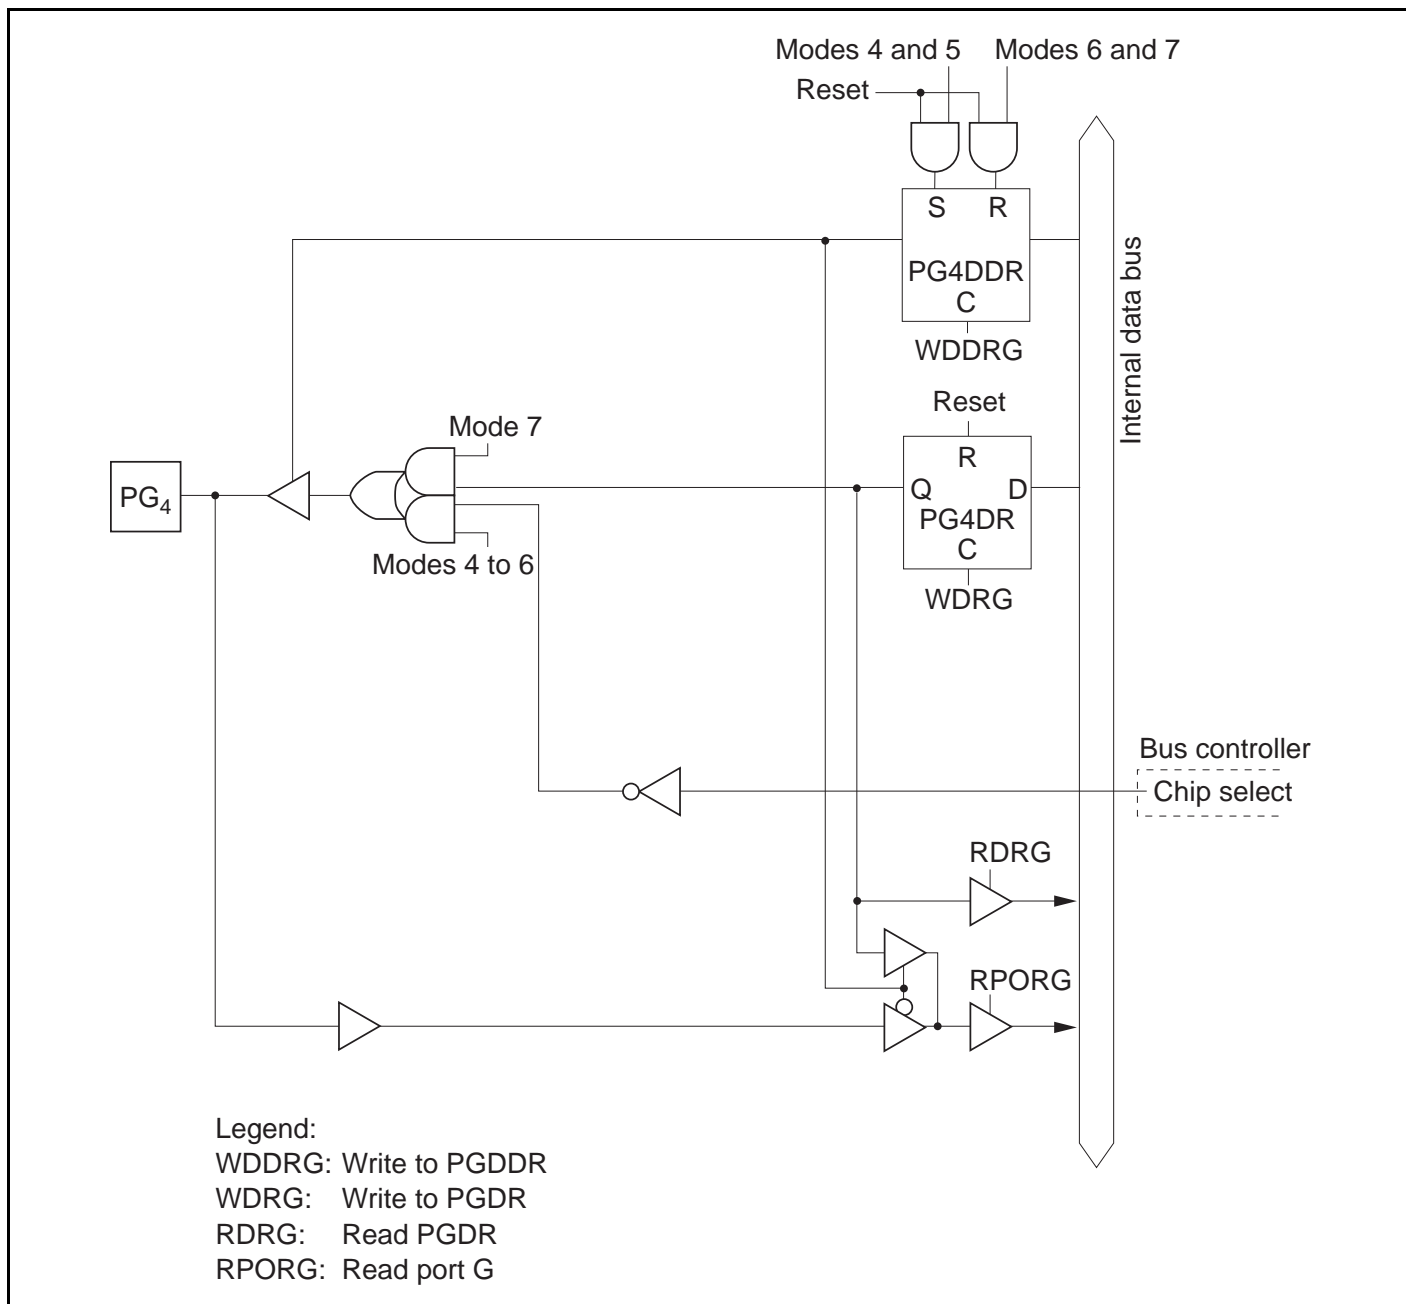 Modes 4 and 5
Modes 6 and 7
Reset
S R
PG4DDR
C
WDDRG
Internal data bus
Reset
R
Mode 7
PG₄
Q D
PG4DR
C
Modes 4 to 6
WDRG
Bus controller
Chip select
RDRG
RPORG
Legend:
WDDRG: Write to PGDDR
WDRG: Write to PGDR
RDRG: Read PGDR
RPORG: Read port G